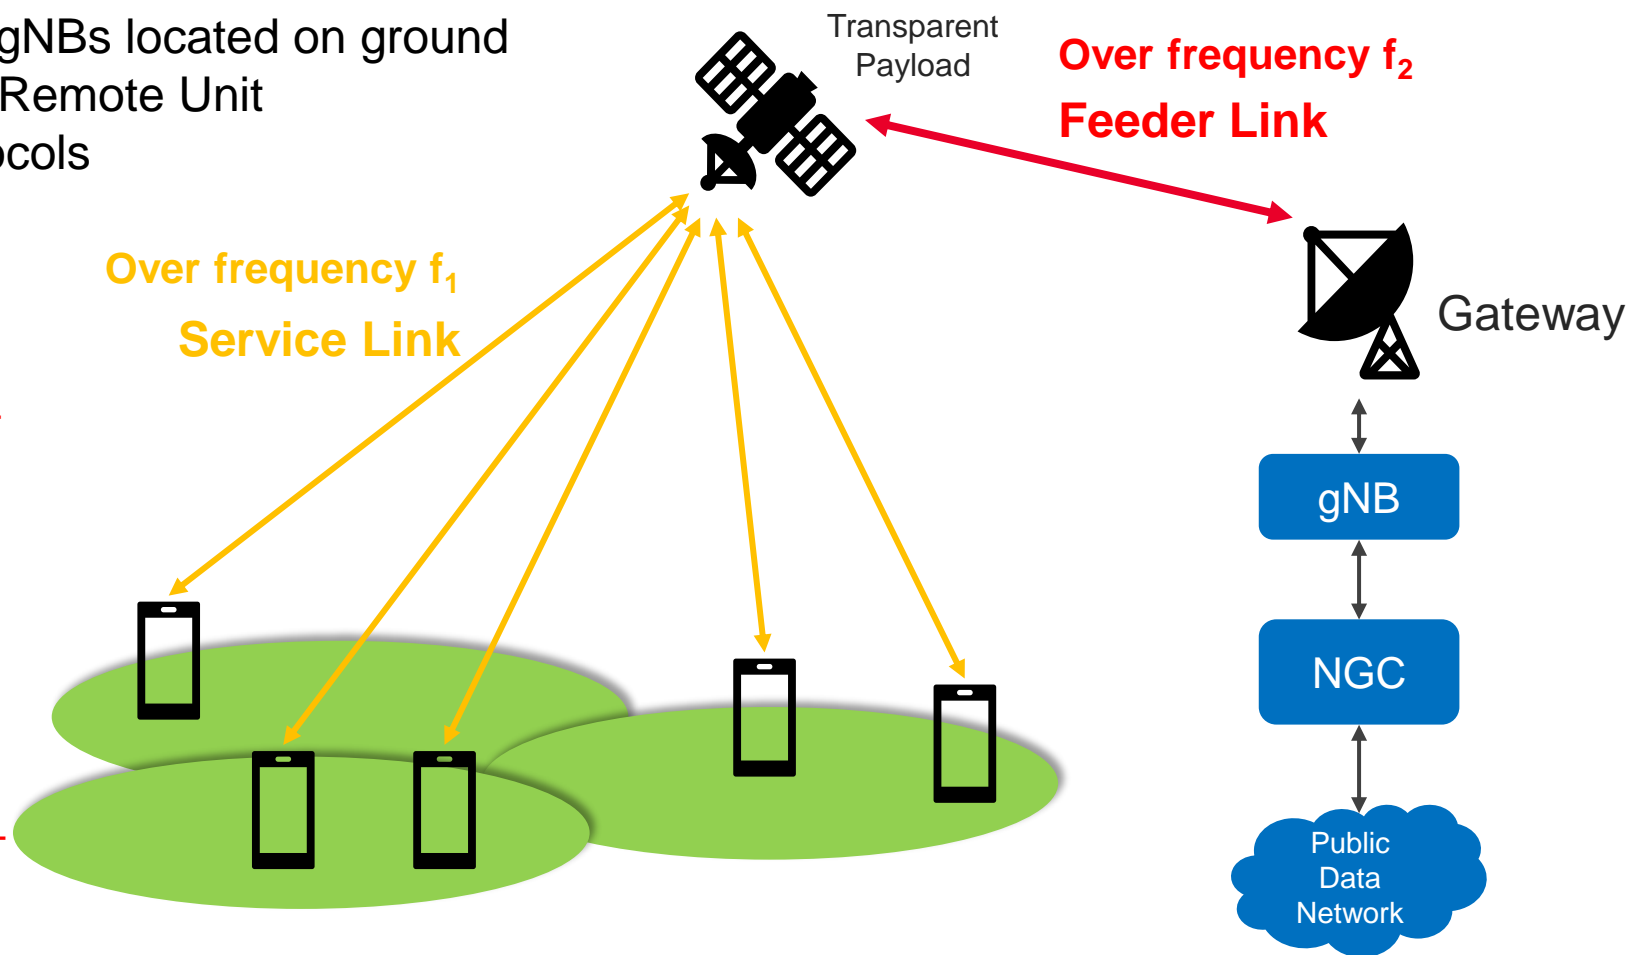 gNBs located on ground
Remote Unit
ocols
Transparent
Payload
Over frequency f₂
Feeder Link
Over frequency f₁
Service Link
Gateway
gNB
NGC
Public
Data
Network